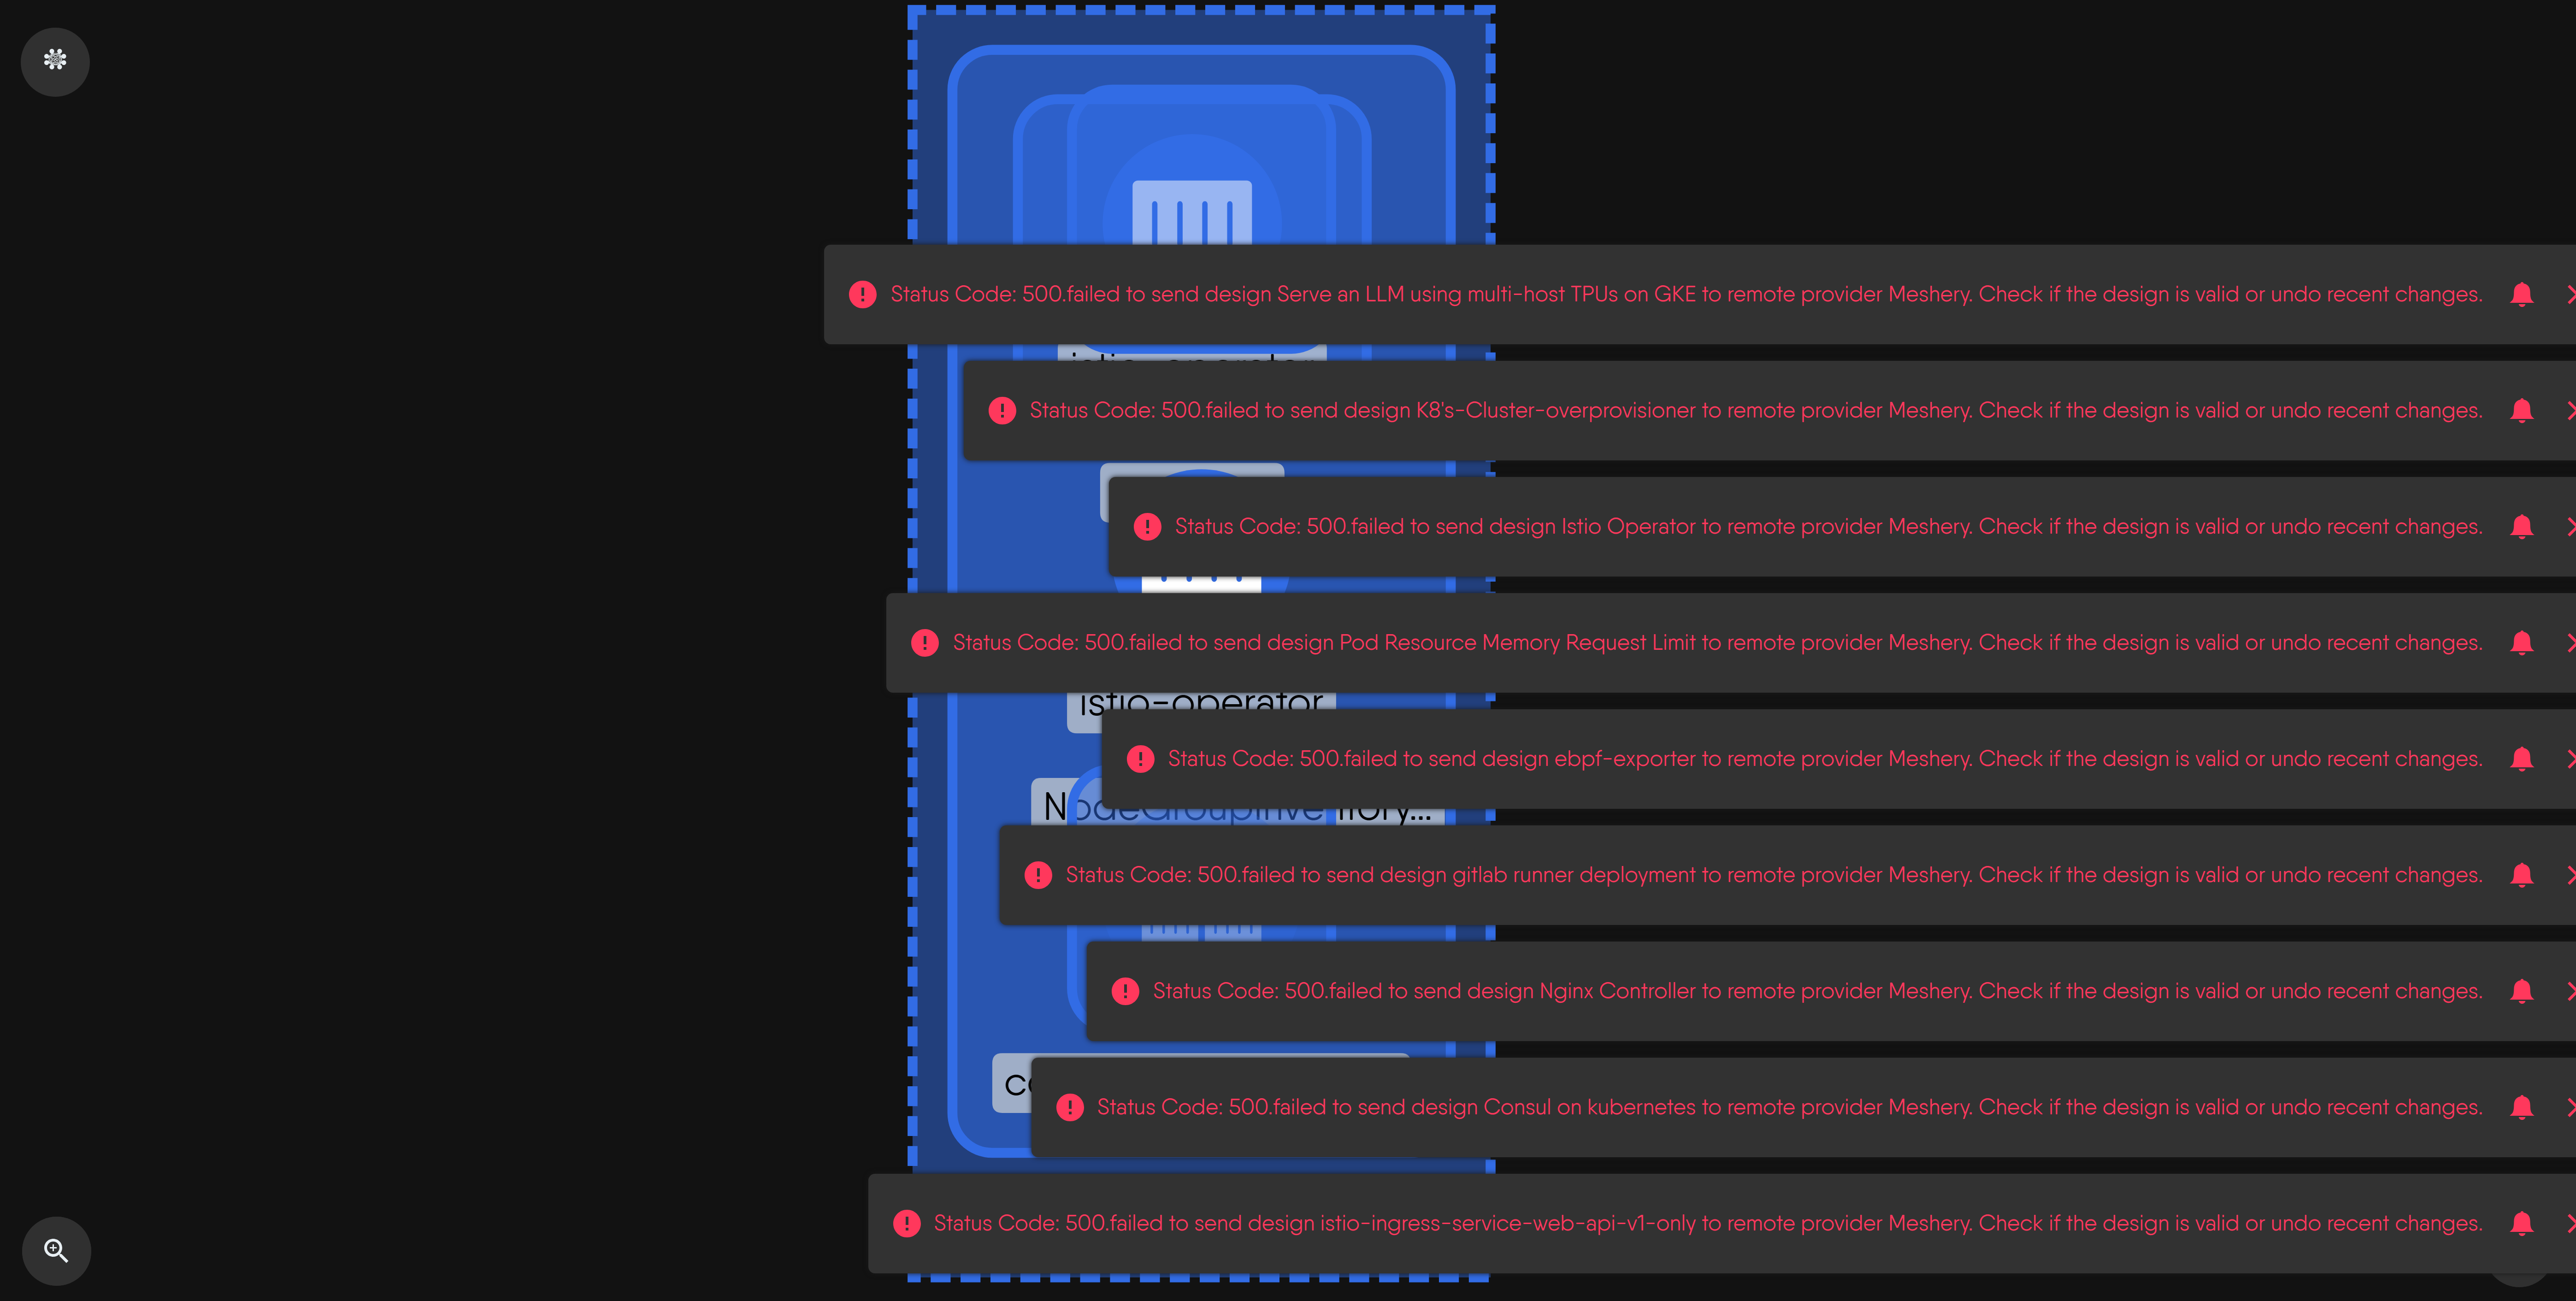 Status Code: 500.failed to send design Serve an LLM using multi-host TPUs on GKE to remote provider Meshery. Check if the design is valid or undo recent changes.
istio-operator
Status Code: 500.failed to send design K8's-Cluster-overprovisioner to remote provider Meshery. Check if the design is valid or undo recent changes.
Status Code: 500.failed to send design Istio Operator to remote provider Meshery. Check if the design is valid or undo recent changes.
Status Code: 500.failed to send design Pod Resource Memory Request Limit to remote provider Meshery. Check if the design is valid or undo recent changes.
istio-operator
Status Code: 500.failed to send design ebpf-exporter to remote provider Meshery. Check if the design is valid or undo recent changes.
Status Code: 500.failed to send design gitlab runner deployment to remote provider Meshery. Check if the design is valid or undo recent changes.
Status Code: 500.failed to send design Nginx Controller to remote provider Meshery. Check if the design is valid or undo recent changes.
Status Code: 500.failed to send design Consul on kubernetes to remote provider Meshery. Check if the design is valid or undo recent changes.
Status Code: 500.failed to send design istio-ingress-service-web-api-v1-only to remote provider Meshery. Check if the design is valid or undo recent changes.